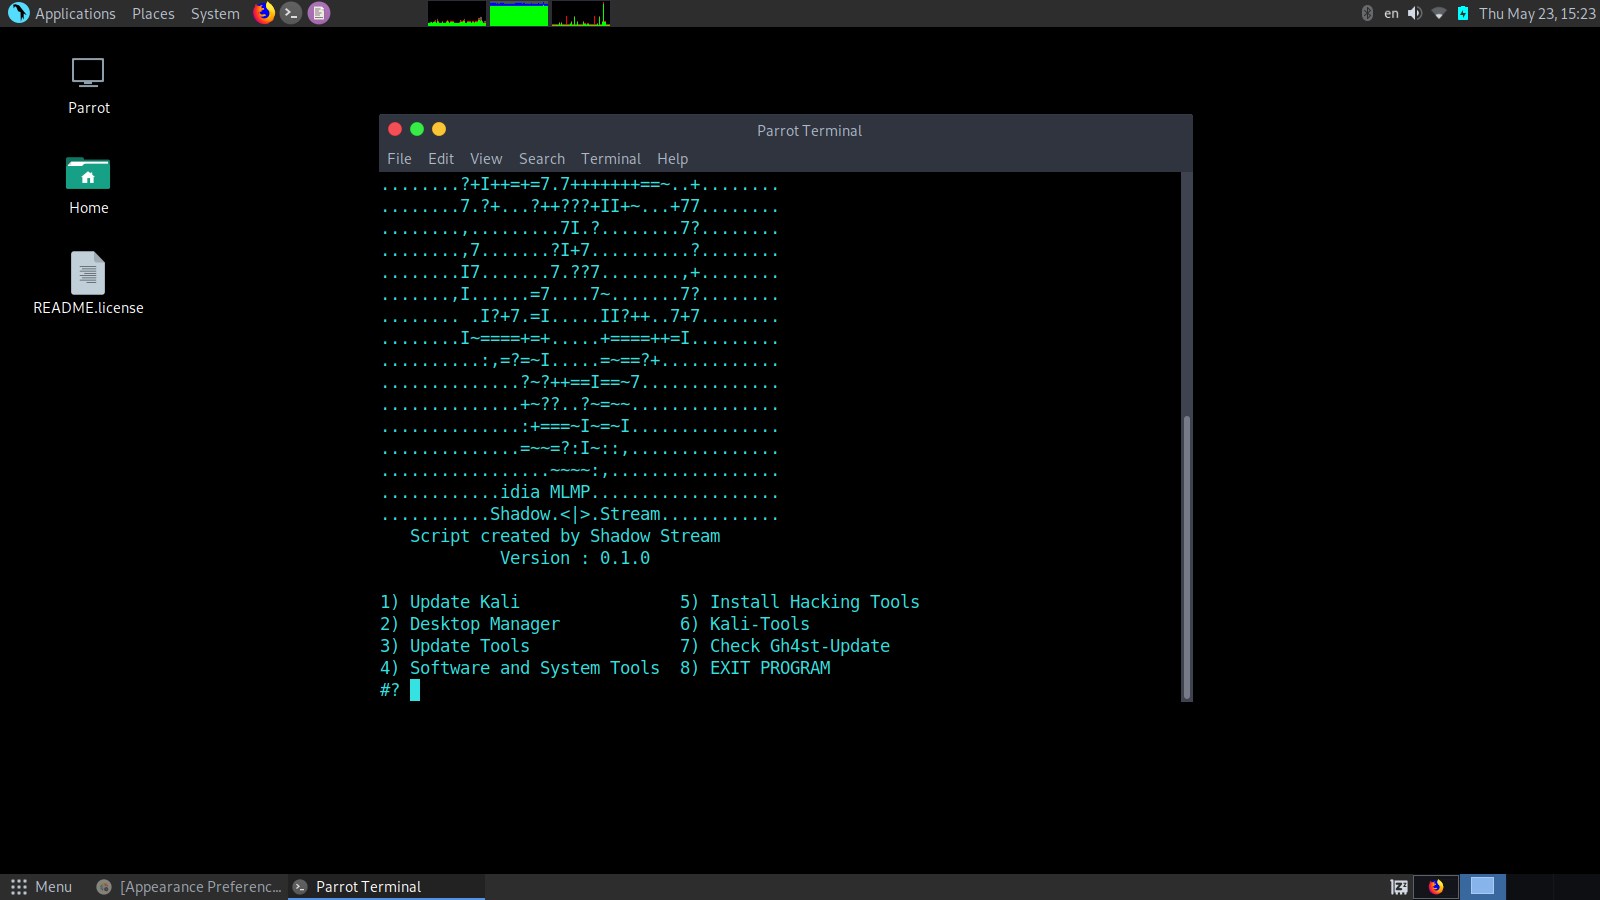 Applications Places System en Thu May 23, 15:23
Parrot
Home
README.license
Parrot Terminal
File Edit View Search Terminal Help
........?+I++=+=7.7+++++++==~..+........
........7.?+...?++???+II+~...+77........
........,.........7I.?........7?........
........,7.......?I+7..........?........
........I7.......7.??7........,+........
.......,I......=7....7~.......7?........
........ .I?+7.=I.....II?++..7+7........
........I~====+=+.....+====++=I.........
..........:,=?=~I.....=~==?+............
..............?~?++==I==~7..............
..............+~??..?~=~~...............
..............:+===~I~=~I...............
..............=~~=?:I~::,...............
.................~~~~:,.................
............idia MLMP...................
...........Shadow.<|>.Stream............
Script created by Shadow Stream
Version : 0.1.0
1) Update Kali 5) Install Hacking Tools
2) Desktop Manager 6) Kali-Tools
3) Update Tools 7) Check Gh4st-Update
4) Software and System Tools 8) EXIT PROGRAM
#?
Menu [Appearance Preferenc... Parrot Terminal